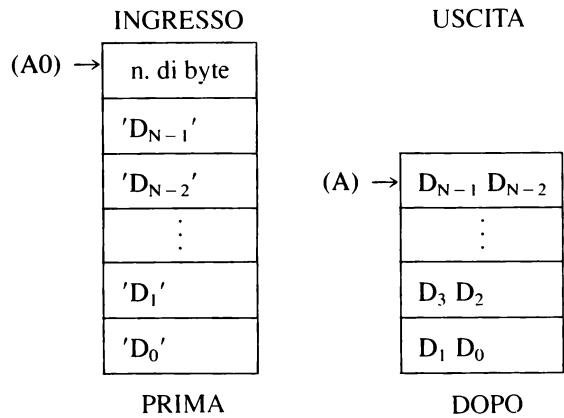 INGRESSO
(A0)
n. di byte
'D_{N-1}'
'D_{N-2}'
⋮
'D_1'
'D_0'
PRIMA
USCITA
(A)
D_{N-1} D_{N-2}
⋮
D_3 D_2
D_1 D_0
DOPO